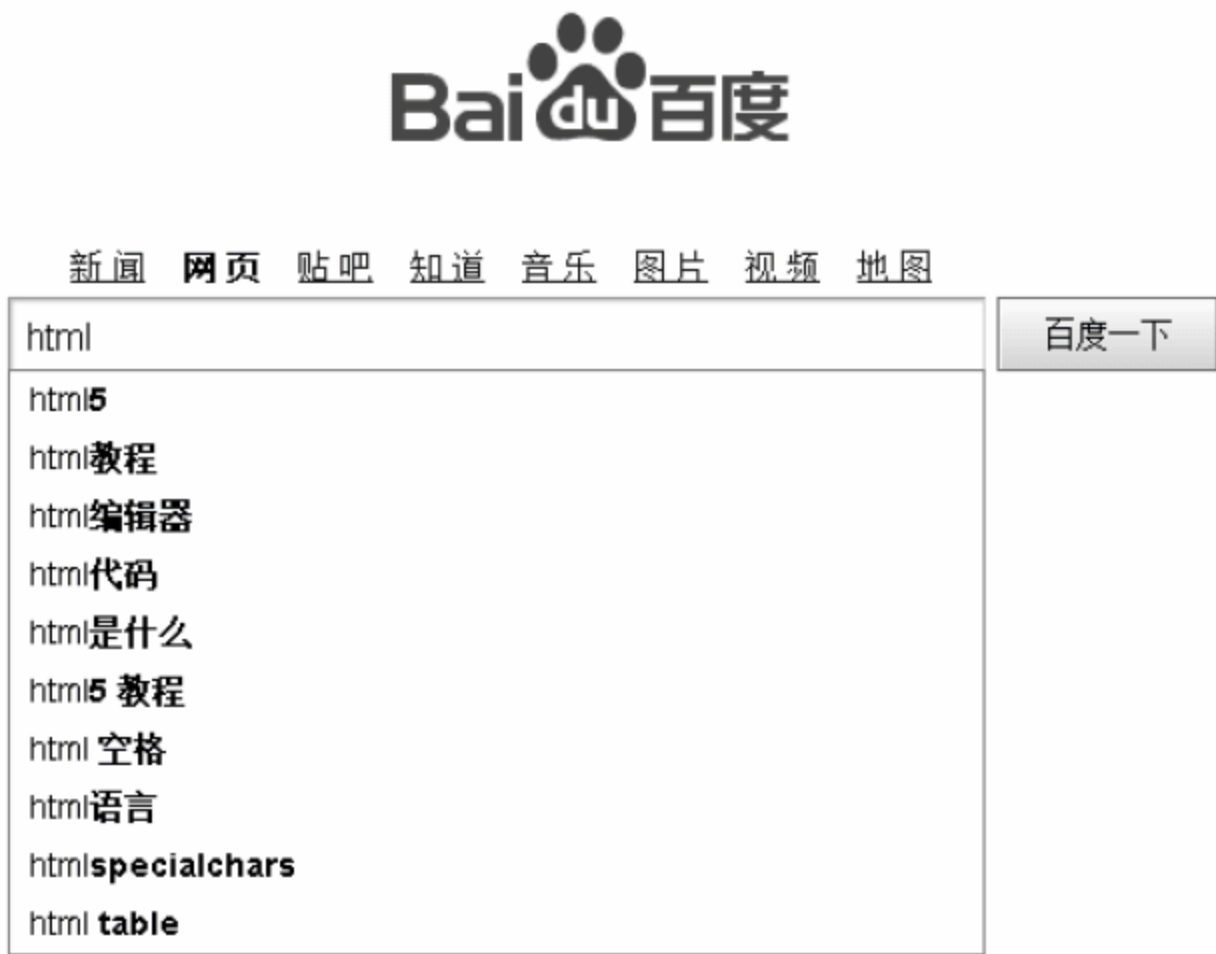 Bai du 百度
新闻 网页 贴吧 知道 音乐 图片 视频 地图
html 百度一下
html5
html教程
html编辑器
html代码
html是什么
html5 教程
html 空格
html语言
htmlspecialchars
html table